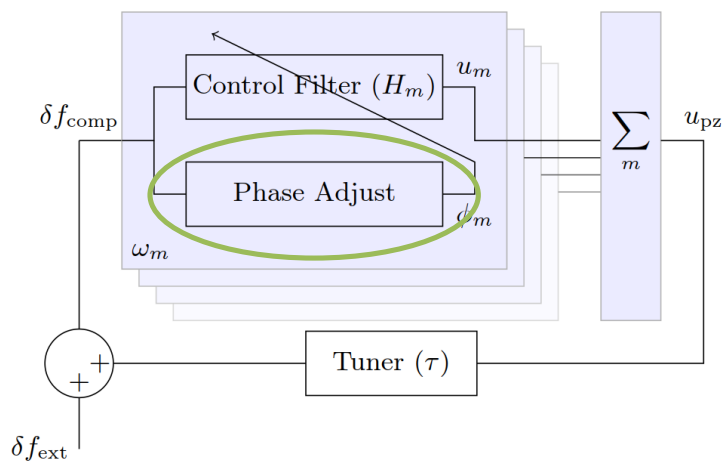 Control Filter (H_m)
u_m
δf_comp
Σ
m
u_pz
Phase Adjust
ϕ_m
ω_m
Tuner (τ)
+
+
δf_ext